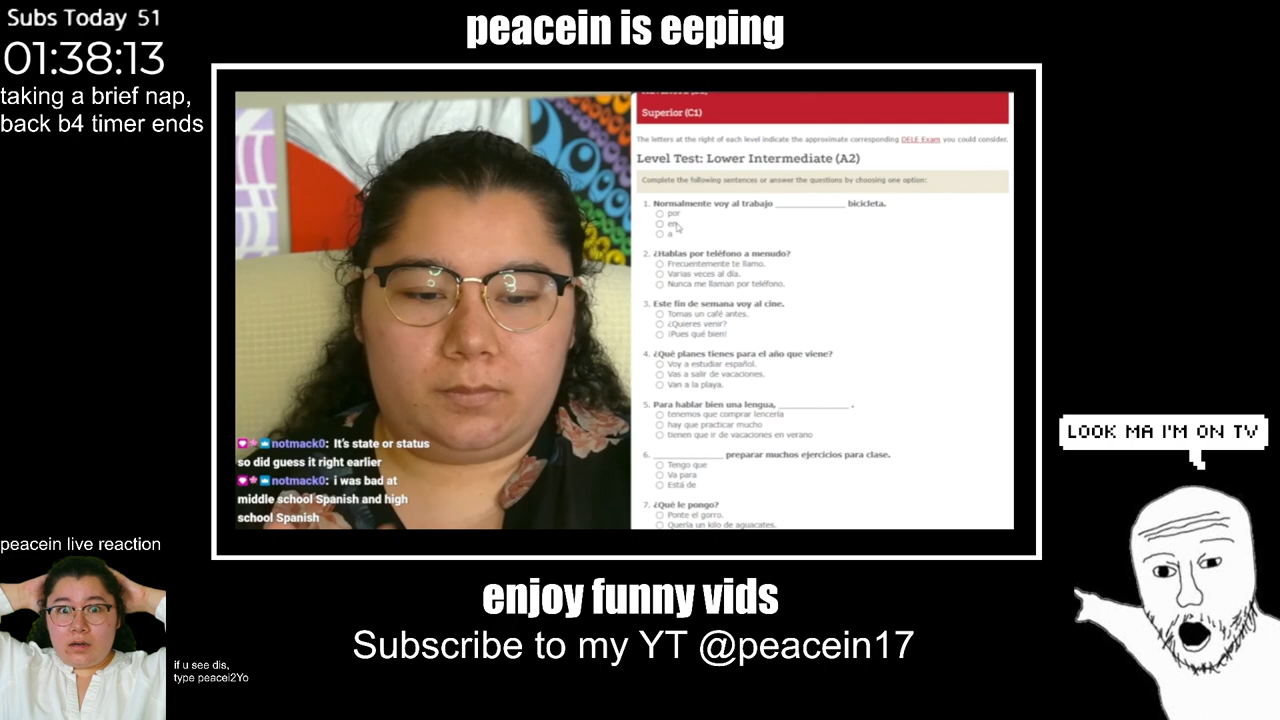 Subs Today 51
01:38:13
taking a brief nap,
back b4 timer ends
peacein is eeping
Superior (C1)
The letters at the right of each level indicate the approximate corresponding DELE Exam you could consider.
Level Test: Lower Intermediate (A2)
Complete the following sentences or answer the questions by choosing one option:
1. Normalmente voy al trabajo ______________ bicicleta.
por
en
a
2. ¿Hablas por teléfono a menudo?
Frecuentemente te llamo.
Varias veces al día.
Nunca me llaman por teléfono.
3. Este fin de semana voy al cine.
Tomas un café antes.
¿Quieres venir?
¡Pues qué bien!
4. ¿Qué planes tienes para el año que viene?
Voy a estudiar español.
Vas a salir de vacaciones.
Van a la playa.
5. Para hablar bien una lengua, ______________ .
tenemos que comprar lencería
hay que practicar mucho
tienen que ir de vacaciones en verano
6. ______________ preparar muchos ejercicios para clase.
Tengo que
Va para
Está de
7. ¿Qué le pongo?
Ponte el gorro.
Quería un kilo de aguacates.
notmack0: It's state or status
so did guess it right earlier
notmack0: i was bad at
middle school Spanish and high
school Spanish
LOOK MA I'M ON TV
peacein live reaction
if u see dis,
type peacei2Yo
enjoy funny vids
Subscribe to my YT @peacein17